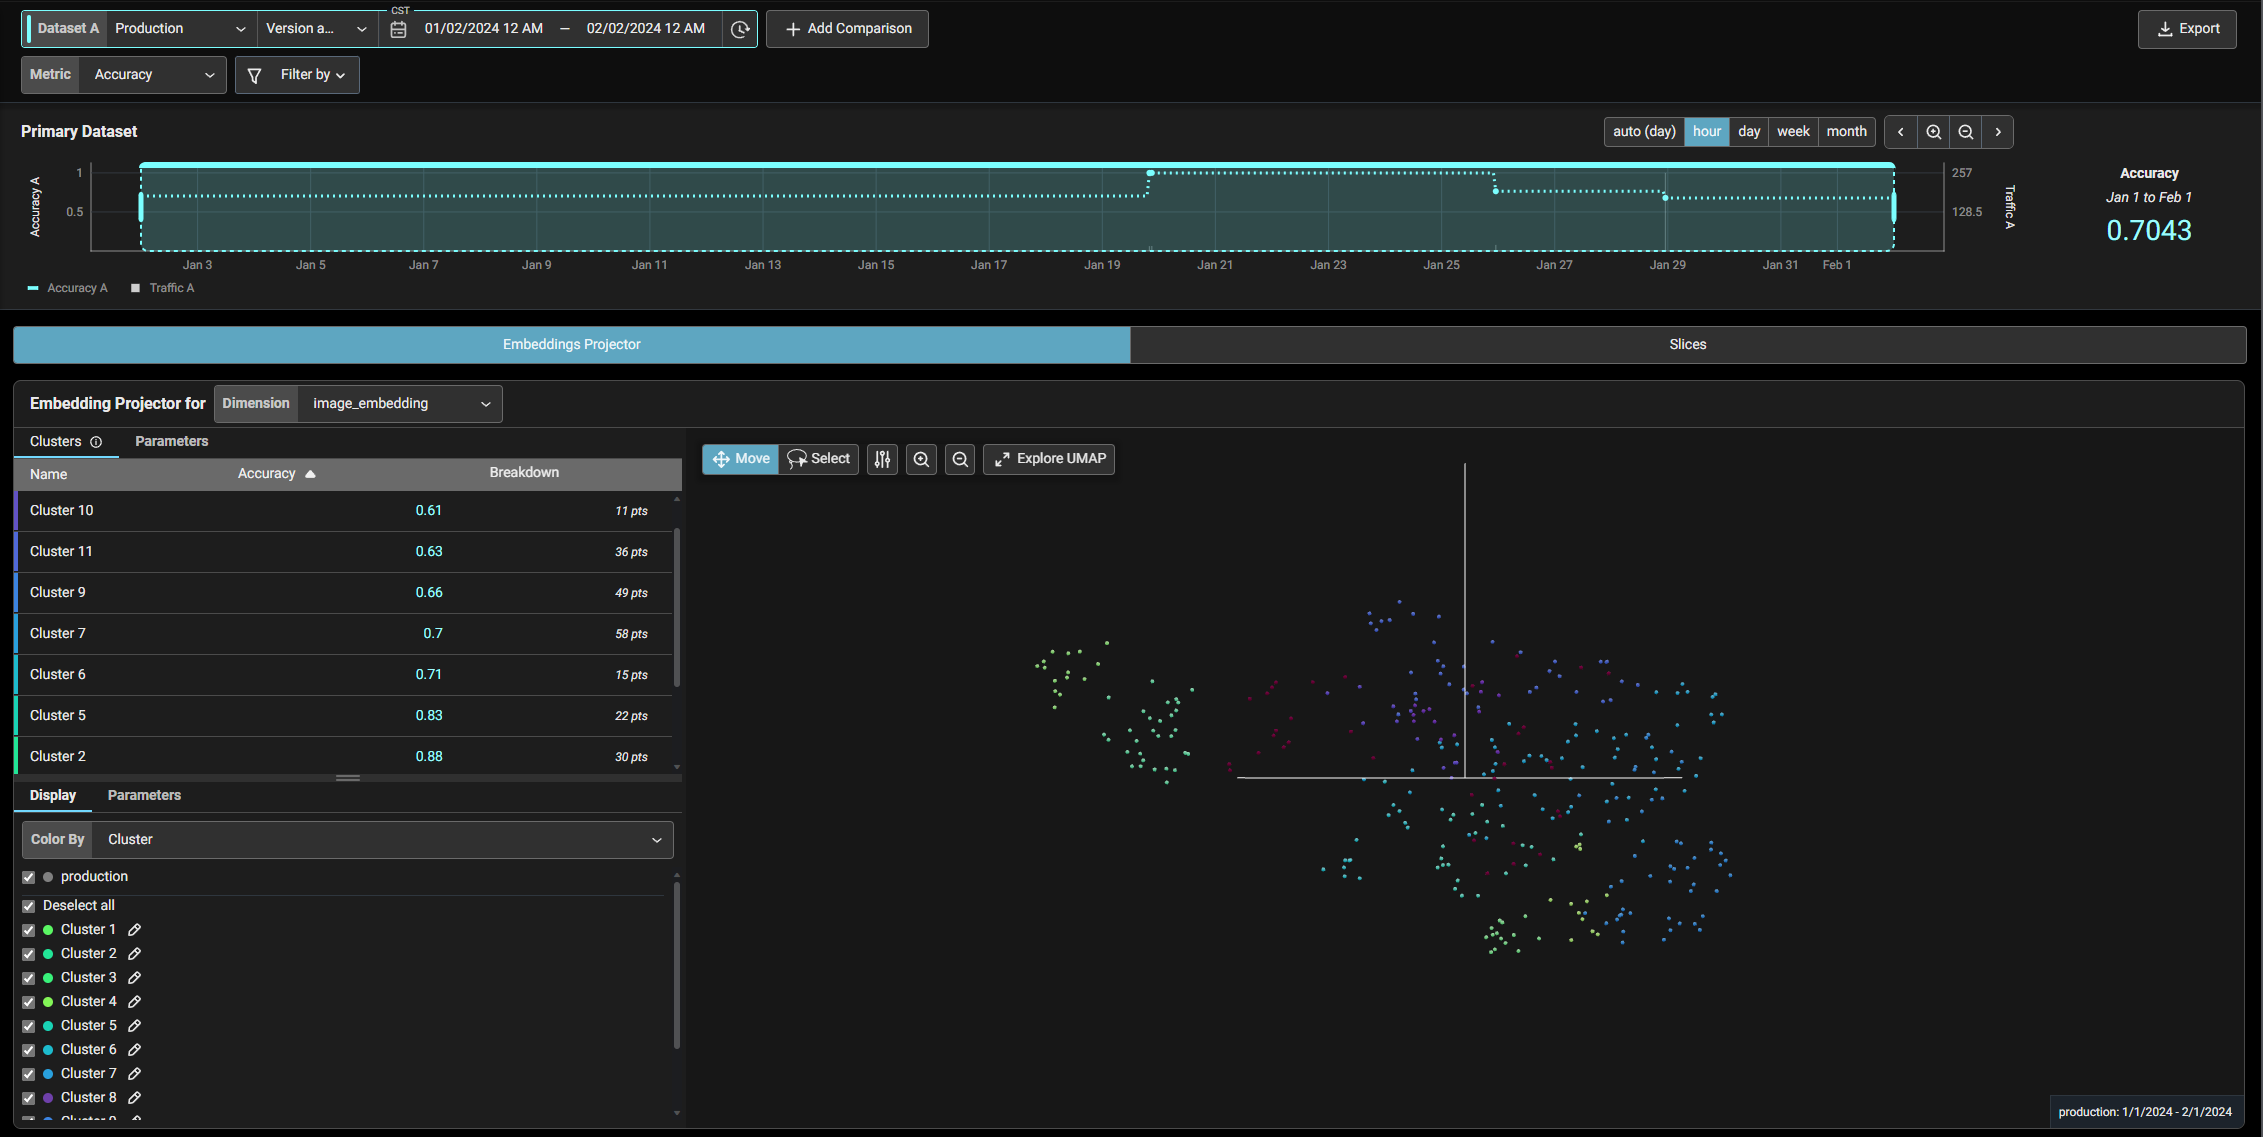 CST
Dataset A Production Version a... 01/02/2024 12 AM – 02/02/2024 12 AM Add Comparison Export
Metric Accuracy Filter by
Primary Dataset
auto (day) hour day week month
Accuracy A
1
0.5
257
128.5
Traffic A
Accuracy
Jan 1 to Feb 1
0.7043
Jan 3 Jan 5 Jan 7 Jan 9 Jan 11 Jan 13 Jan 15 Jan 17 Jan 19 Jan 21 Jan 23 Jan 25 Jan 27 Jan 29 Jan 31 Feb 1
Accuracy A Traffic A
Embeddings Projector Slices
Embedding Projector for Dimension image_embedding
Clusters Parameters
Name Accuracy Breakdown
Cluster 10 0.61 11 pts
Cluster 11 0.63 36 pts
Cluster 9 0.66 49 pts
Cluster 7 0.7 58 pts
Cluster 6 0.71 15 pts
Cluster 5 0.83 22 pts
Cluster 2 0.88 30 pts
Move Select Explore UMAP
Display Parameters
Color By Cluster
production
Deselect all
Cluster 1
Cluster 2
Cluster 3
Cluster 4
Cluster 5
Cluster 6
Cluster 7
Cluster 8
production: 1/1/2024 - 2/1/2024